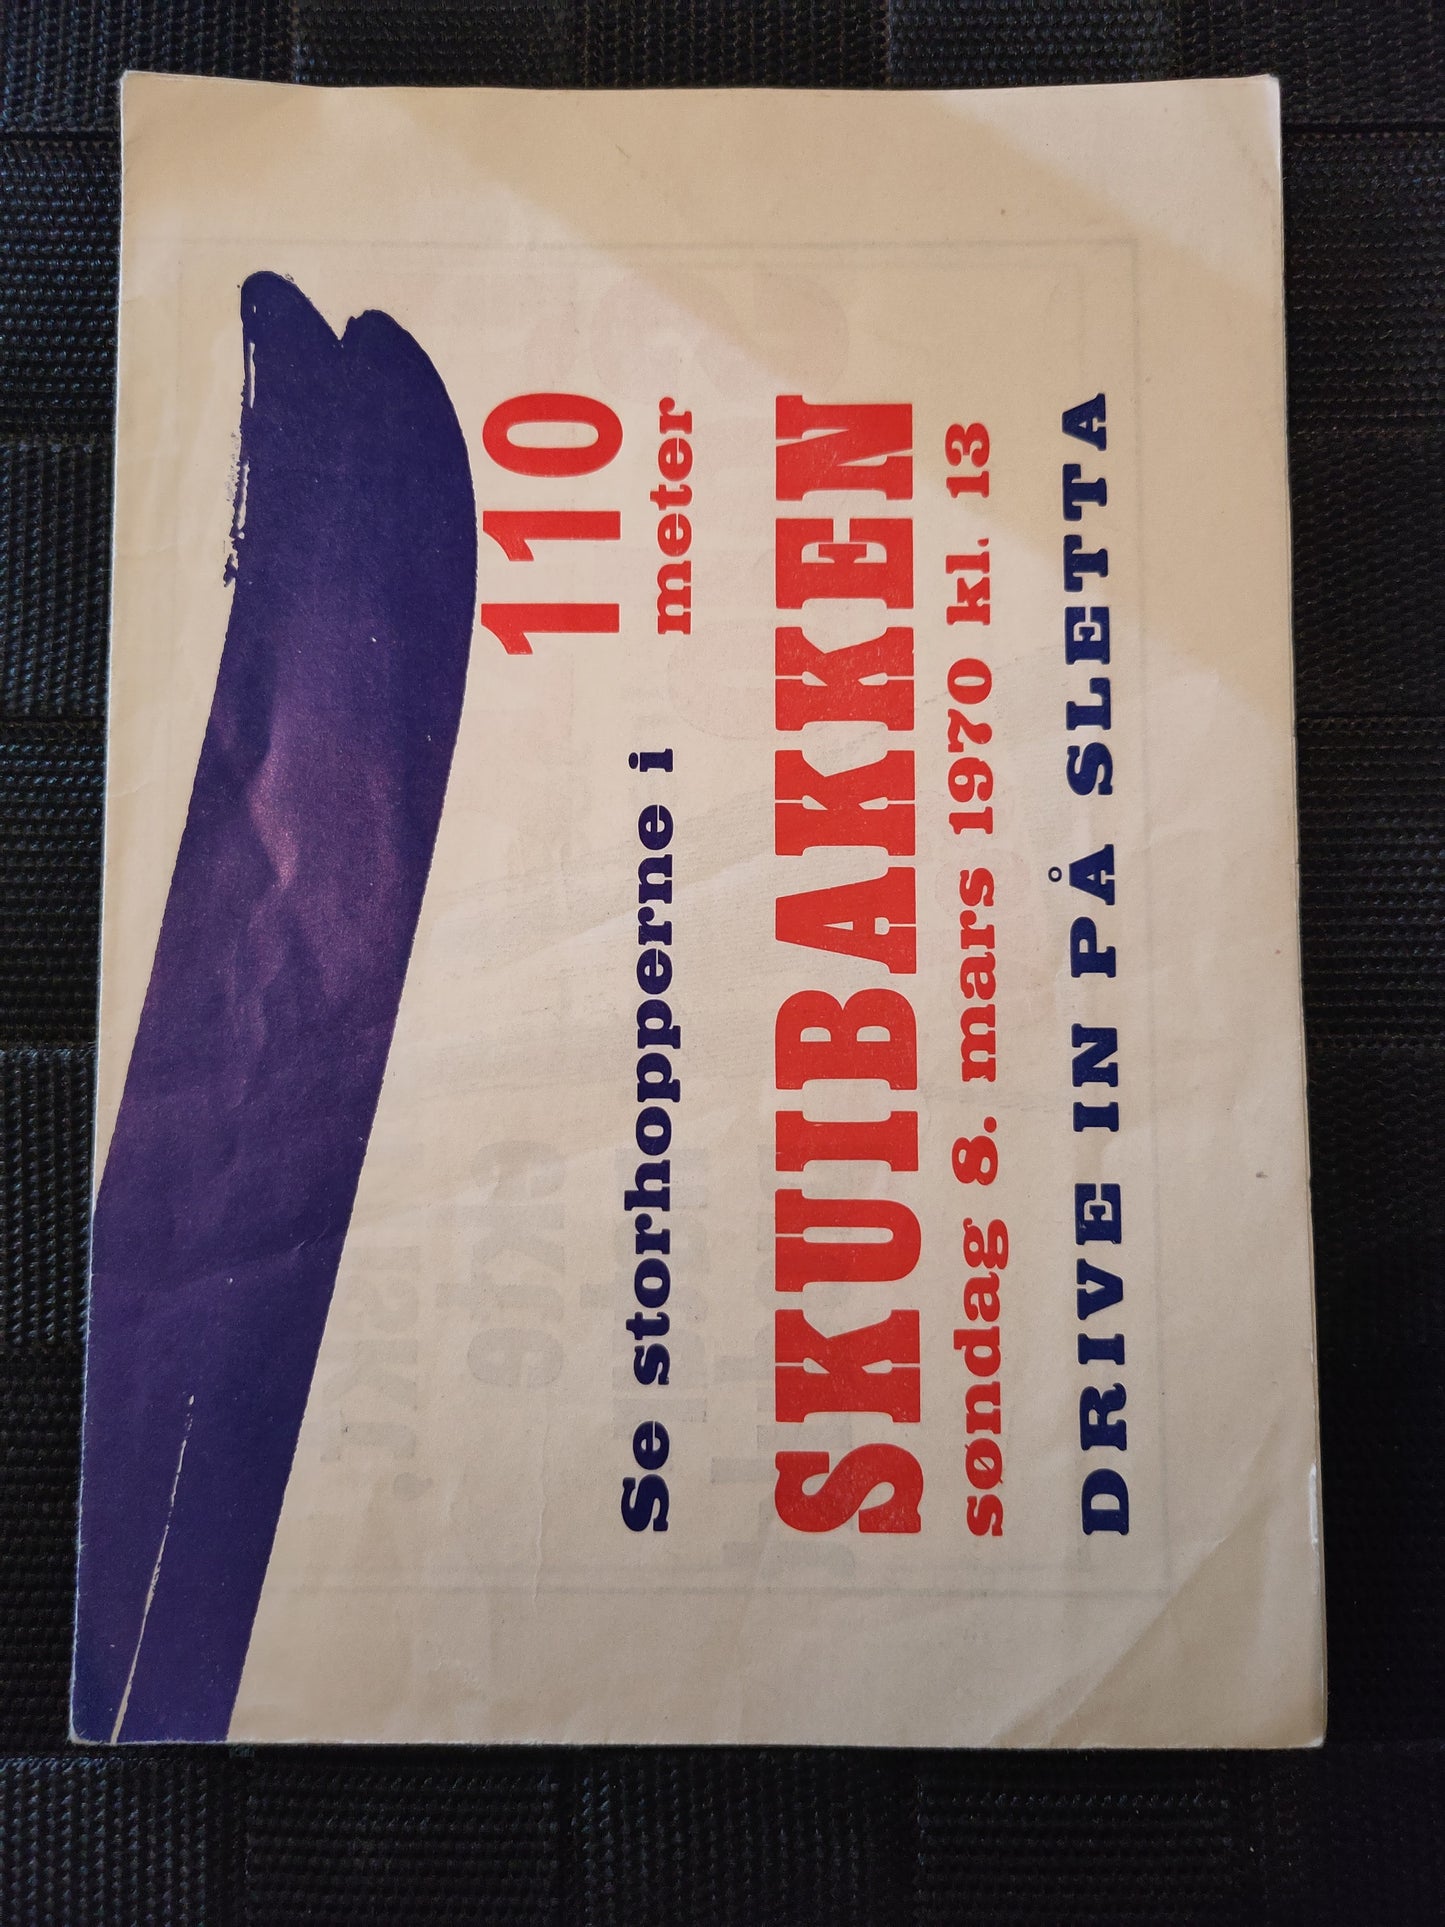 110
meter
Se storhopperne i
SKUIBAKKEN
søndag 8. mars 1970 kl. 13
DRIVE IN PÅ SLETTA